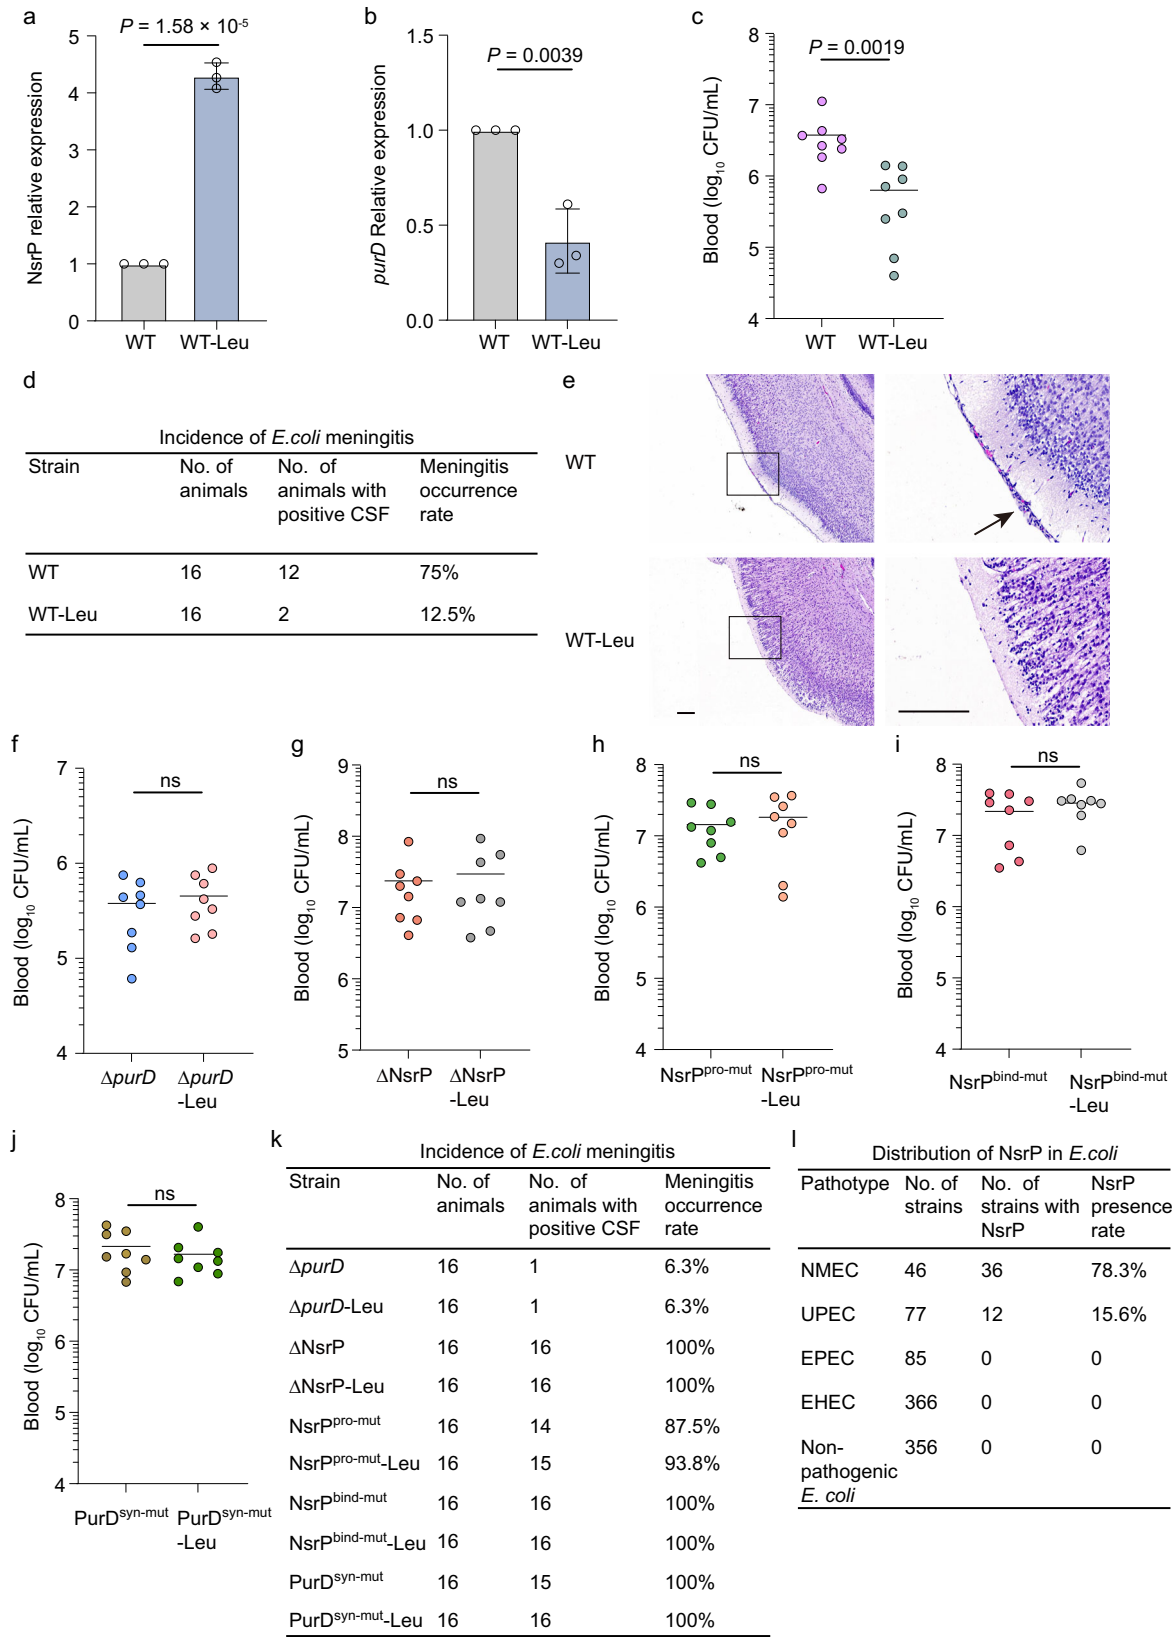 a
P = 1.58 × 10⁻⁵
NsrP relative expression
5
4
3
2
1
0
WT
WT-Leu
b
P = 0.0039
purD Relative expression
1.5
1.0
0.5
0.0
WT
WT-Leu
c
P = 0.0019
Blood (log₁₀ CFU/mL)
8
7
6
5
4
WT
WT-Leu
d
Incidence of E.coli meningitis
Strain No. of animals No. of animals with positive CSF Meningitis occurrence rate
WT 16 12 75%
WT-Leu 16 2 12.5%
e
WT
WT-Leu
f
ns
Blood (log₁₀ CFU/mL)
7
6
5
4
ΔpurD
ΔpurD
-Leu
g
ns
Blood (log₁₀ CFU/mL)
9
8
7
6
5
ΔNsrP
ΔNsrP
-Leu
h
ns
Blood (log₁₀ CFU/mL)
8
7
6
5
4
NsrPᵖʳᵒ⁻ᵐᵘᵗ
NsrPᵖʳᵒ⁻ᵐᵘᵗ
-Leu
i
ns
Blood (log₁₀ CFU/mL)
8
7
6
5
4
NsrPᵇⁱⁿᵈ⁻ᵐᵘᵗ
NsrPᵇⁱⁿᵈ⁻ᵐᵘᵗ
-Leu
j
ns
Blood (log₁₀ CFU/mL)
8
7
6
5
4
PurDˢʸⁿ⁻ᵐᵘᵗ
PurDˢʸⁿ⁻ᵐᵘᵗ
-Leu
k
Incidence of E.coli meningitis
Strain No. of animals No. of animals with positive CSF Meningitis occurrence rate
ΔpurD 16 1 6.3%
ΔpurD-Leu 16 1 6.3%
ΔNsrP 16 16 100%
ΔNsrP-Leu 16 16 100%
NsrPᵖʳᵒ⁻ᵐᵘᵗ 16 14 87.5%
NsrPᵖʳᵒ⁻ᵐᵘᵗ-Leu 16 15 93.8%
NsrPᵇⁱⁿᵈ⁻ᵐᵘᵗ 16 16 100%
NsrPᵇⁱⁿᵈ⁻ᵐᵘᵗ-Leu 16 16 100%
PurDˢʸⁿ⁻ᵐᵘᵗ 16 15 100%
PurDˢʸⁿ⁻ᵐᵘᵗ-Leu 16 16 100%
l
Distribution of NsrP in E.coli
Pathotype No. of strains No. of strains with NsrP NsrP presence rate
NMEC 46 36 78.3%
UPEC 77 12 15.6%
EPEC 85 0 0
EHEC 366 0 0
Non-pathogenic E. coli 356 0 0